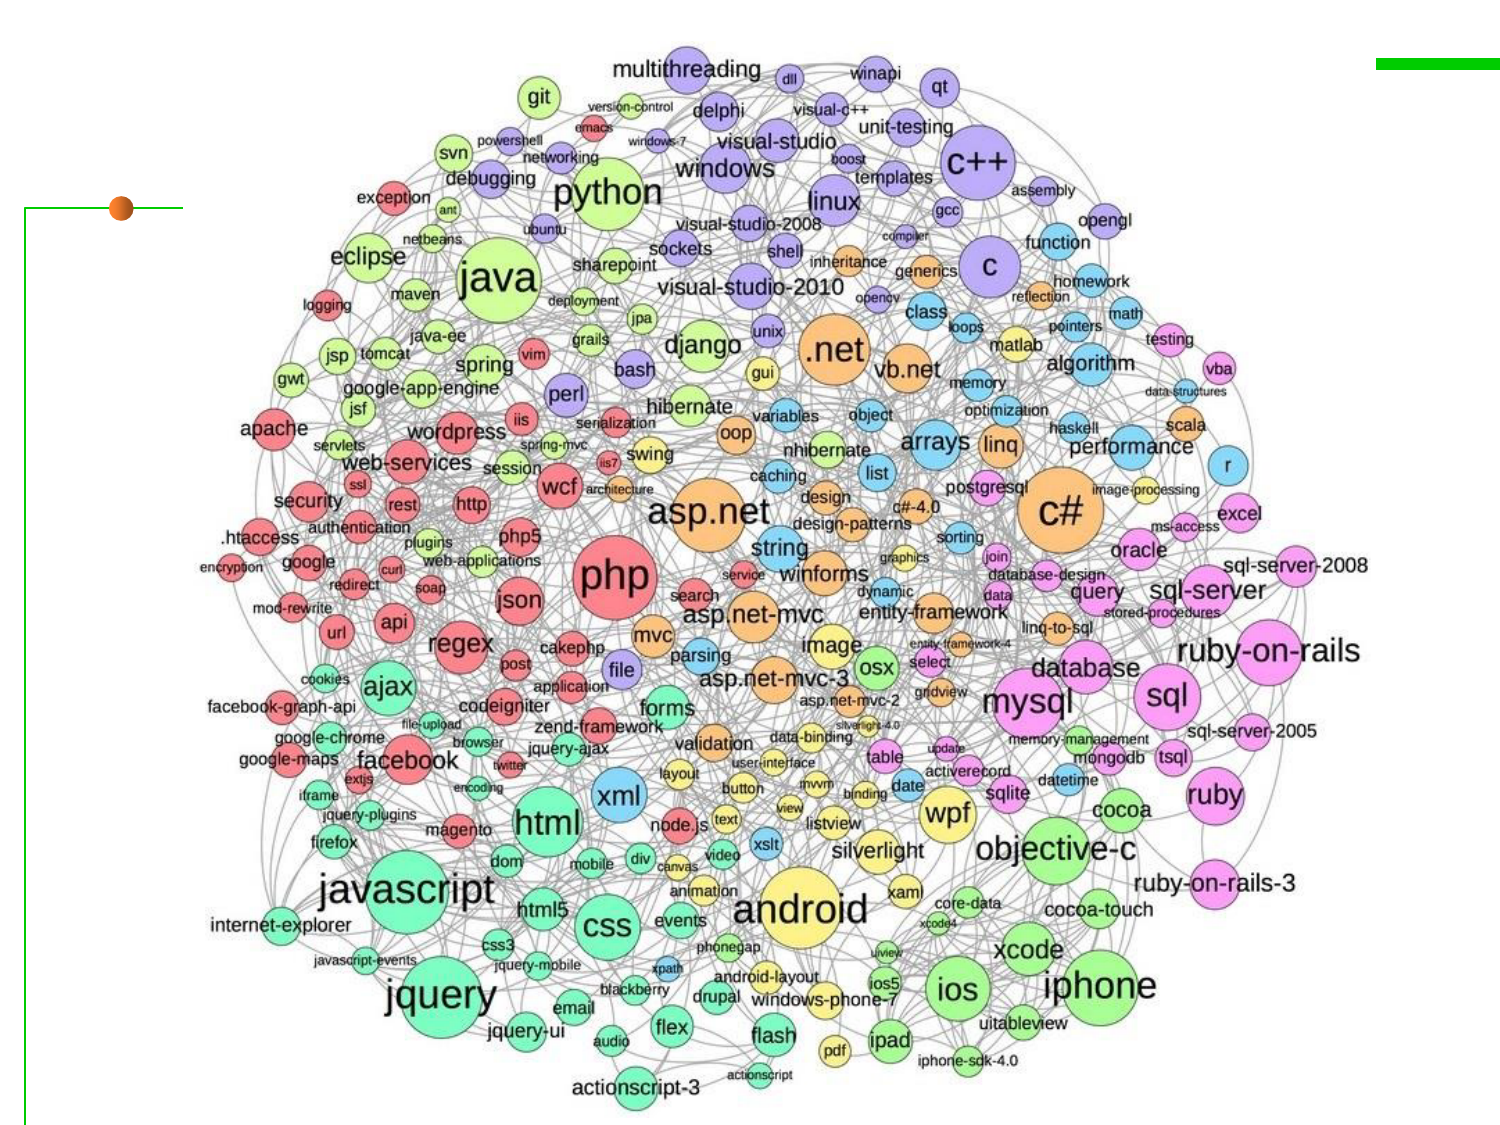 multithreading
dll
winapi
qt
git
version-control
delphi
visual-c++
emacs
unit-testing
powershell
windows-7
visual-studio
svn
networking
boost
c++
debugging
windows
templates
python
assembly
exception
linux
ant
gcc
opengl
ubuntu
visual-studio-2008
compiler
netbeans
function
eclipse
sockets
shell
sharepoint
inheritance
generics
c
java
homework
visual-studio-2010
maven
deployment
opencv
reflection
logging
class
math
jpa
loops
pointers
java-ee
grails
unix
testing
django
.net
matlab
jsp
tomcat
vim
algorithm
spring
bash
gui
vb.net
vba
gwt
google-app-engine
memory
data-structures
perl
jsf
hibernate
variables
object
optimization
iis
serialization
scala
apache
wordpress
oop
haskell
servlets
spring-mvc
arrays
linq
performance
nhibernate
swing
web-services
iis7
session
r
caching
list
ssl
wcf
architecture
postgresql
image-processing
security
rest
http
design
c#-4.0
asp.net
c#
excel
authentication
design-patterns
ms-access
.htaccess
php5
sorting
plugins
string
oracle
google
web-applications
graphics
join
encryption
curl
sql-server-2008
php
service
winforms
database-design
redirect
soap
dynamic
query
sql-server
json
search
data
mod-rewrite
asp.net-mvc
entity-framework
stored-procedures
api
linq-to-sql
url
mvc
regex
cakephp
image
entity-framework-4
parsing
ruby-on-rails
post
file
osx
select
database
cookies
ajax
application
asp.net-mvc-3
gridview
sql
facebook-graph-api
codeigniter
forms
asp.net-mvc-2
mysql
file-upload
zend-framework
silverlight-4.0
google-chrome
browser
jquery-ajax
validation
data-binding
memory-management
sql-server-2005
update
google-maps
facebook
twitter
user-interface
table
mongodb
tsql
extjs
layout
activerecord
datetime
encoding
button
mvvm
binding
date
iframe
xml
sqlite
ruby
jquery-plugins
view
cocoa
html
node.js
text
listview
wpf
magento
firefox
xslt
silverlight
objective-c
dom
mobile
div
canvas
video
javascript
animation
xaml
ruby-on-rails-3
html5
android
core-data
cocoa-touch
internet-explorer
css
events
xcode4
css3
phonegap
uiview
xcode
javascript-events
jquery-mobile
xpath
android-layout
ios5
ios
iphone
jquery
blackberry
drupal
windows-phone-7
email
uitableview
jquery-ui
flex
flash
audio
pdf
ipad
iphone-sdk-4.0
actionscript
actionscript-3